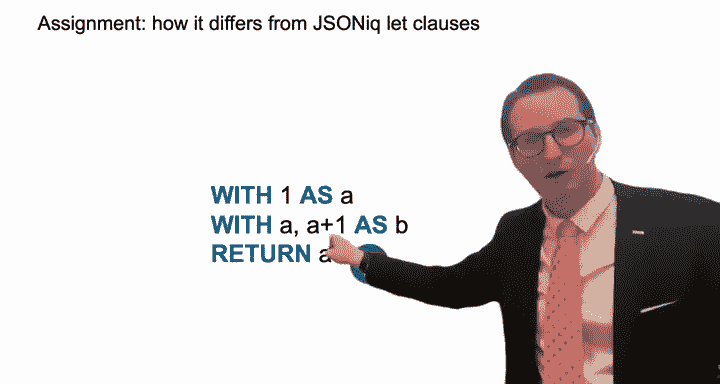 Assignment: how it differs from JSONiq let clauses
WITH 1 AS a
WITH a, a+1 AS b
RETURN a